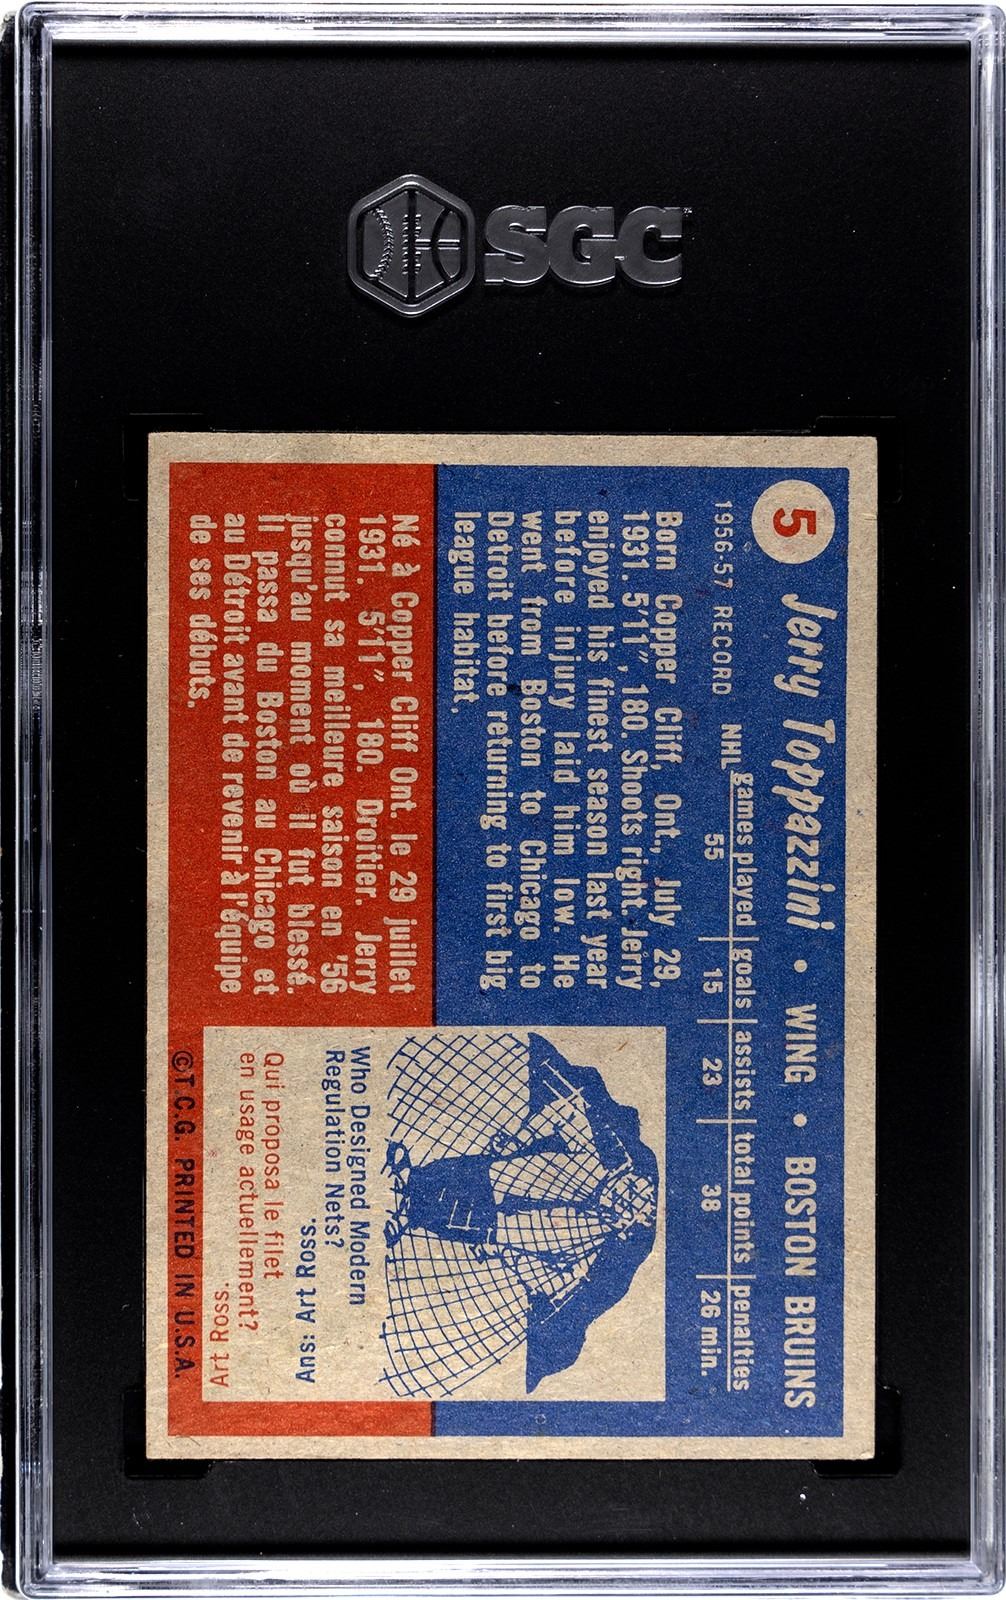 SGC
5
Jerry Toppazzini • WING • BOSTON BRUINS
1956-57 RECORD
NHL games played goals assists total points penalties
55 15 23 38 26 min.
Born Copper Cliff, Ont., July 29,
1931. 5'11", 180. Shoots right. Jerry
enjoyed his finest season last year
before injury laid him low. He
went from Boston to Chicago to
Detroit before returning to first big
league habitat.
Né à Copper Cliff Ont. le 29 juillet
1931. 5'11", 180. Droitier. Jerry
connut sa meilleure saison en '56
jusqu'au moment où il fut blessé.
Il passa du Boston au Chicago et
au Détroit avant de revenir à l'équipe
de ses débuts.
Who Designed Modern
Regulation Nets?
Ans: Art Ross.
Qui proposa le filet
en usage actuellement?
Art Ross.
©T.C.G. PRINTED IN U.S.A.